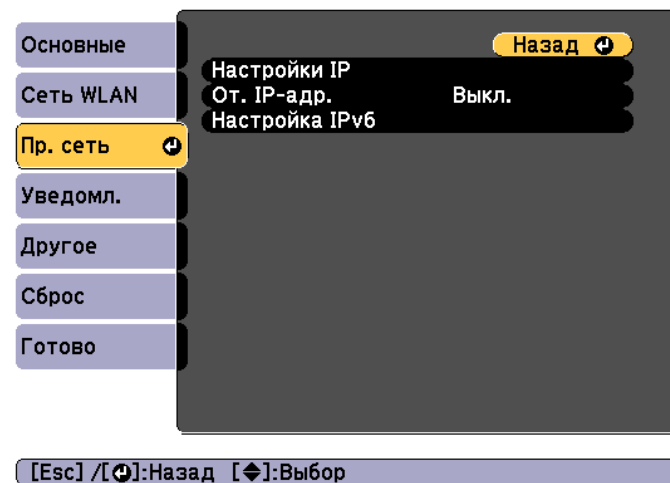 Основные
Сеть WLAN
Пр. сеть
Уведомл.
Другое
Сброс
Готово
Назад
Настройки IP
От. IP-адр. Выкл.
Настройка IPv6
[Esc] /[ ]:Назад [ ]:Выбор